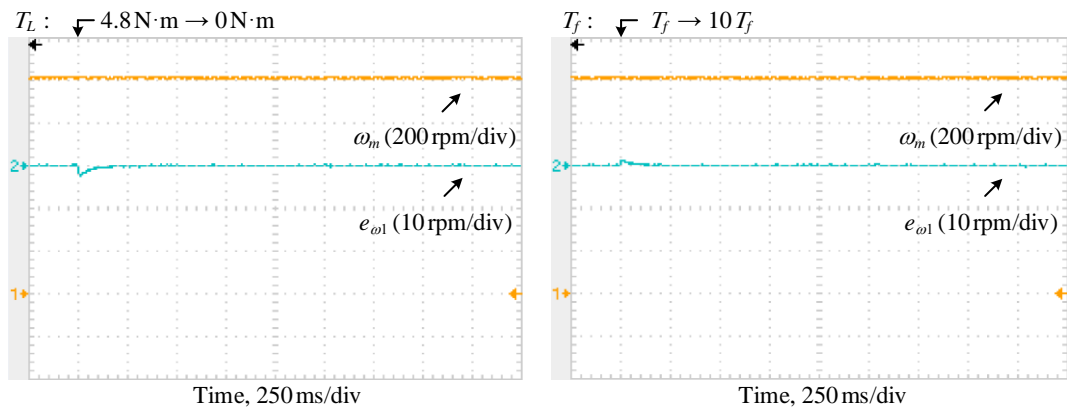 T_L : 4.8 N·m → 0 N·m
ω_m (200 rpm/div)
2
e_ω1 (10 rpm/div)
1
Time, 250 ms/div
T_f : T_f → 10 T_f
ω_m (200 rpm/div)
2
e_ω1 (10 rpm/div)
1
Time, 250 ms/div